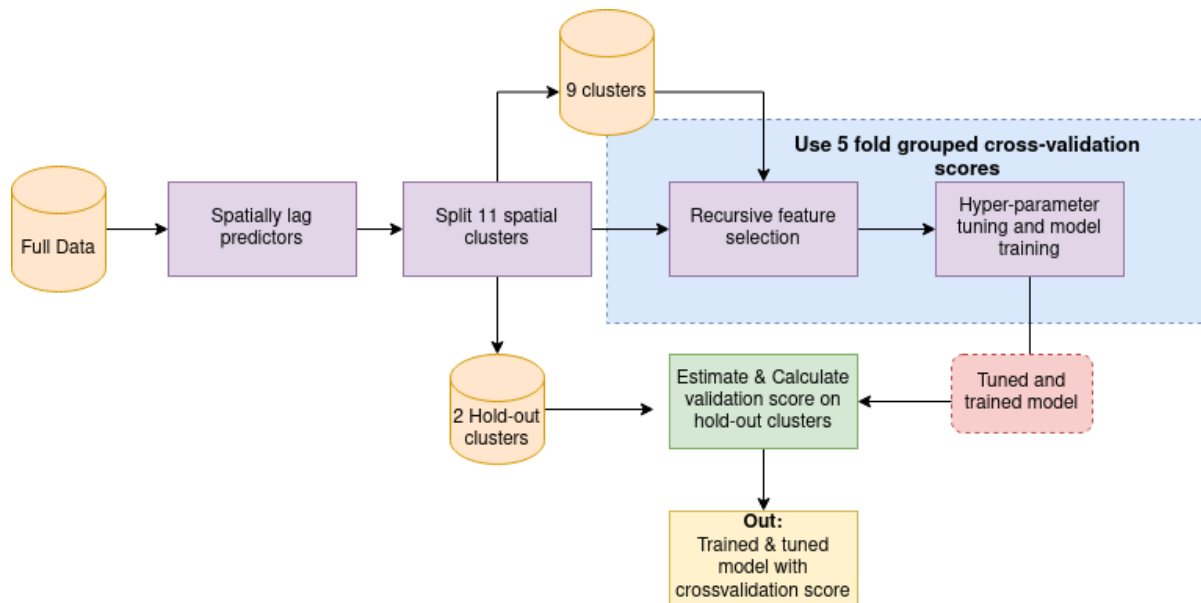 9 clusters
Use 5 fold grouped cross-validation
scores
Full Data
Spatially lag
predictors
Split 11 spatial
clusters
Recursive feature
selection
Hyper-parameter
tuning and model
training
2 Hold-out
clusters
Estimate & Calculate
validation score on
hold-out clusters
Tuned and
trained model
Out:
Trained & tuned
model with
crossvalidation score